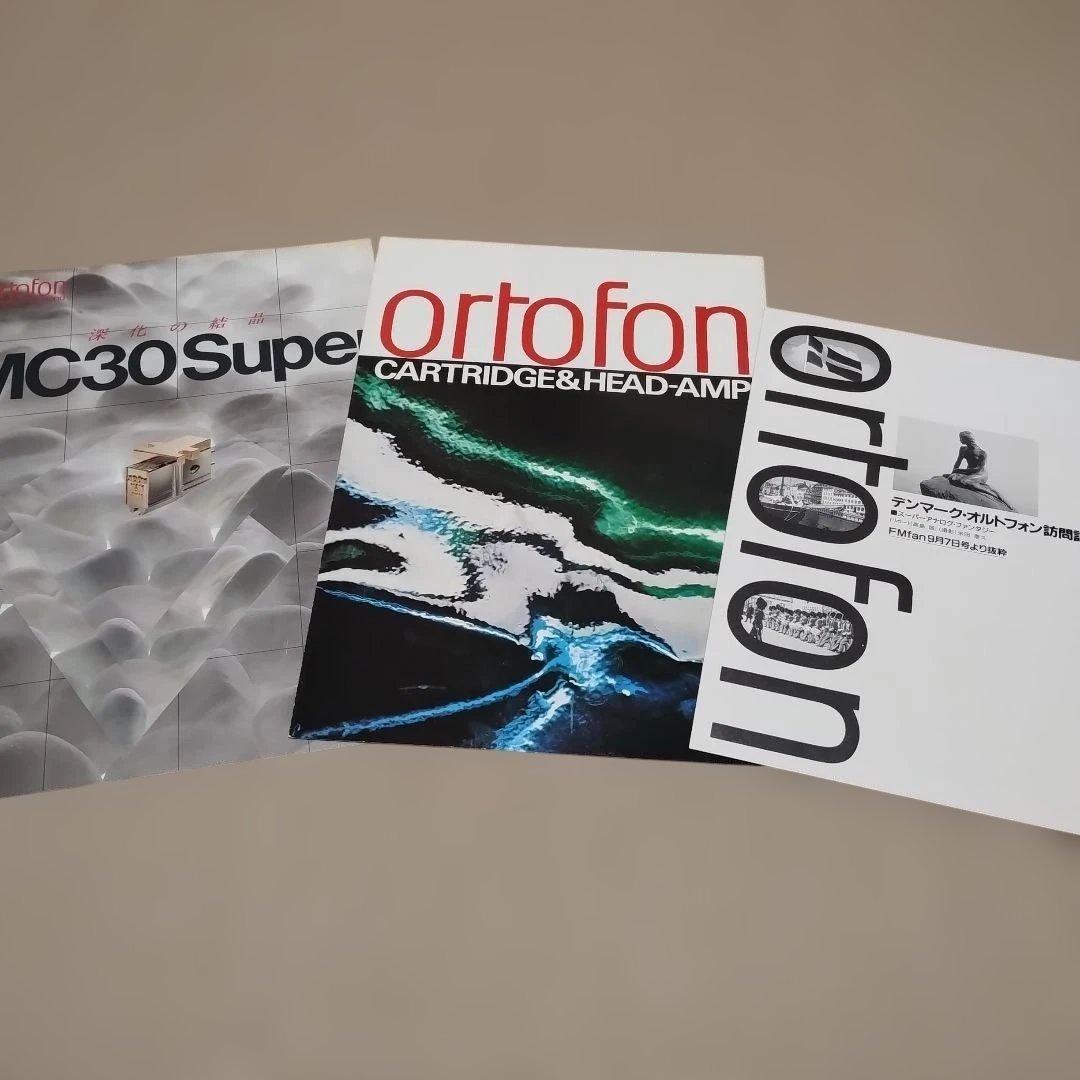 ortofon
深化の結晶
MC30Super
ortofon
CARTRIDGE&HEAD-AMP
ortofon
デンマーク・オルトフォン訪問記
■スーパーアナログ・ファンタジー
FMfan9月7日号より抜粋